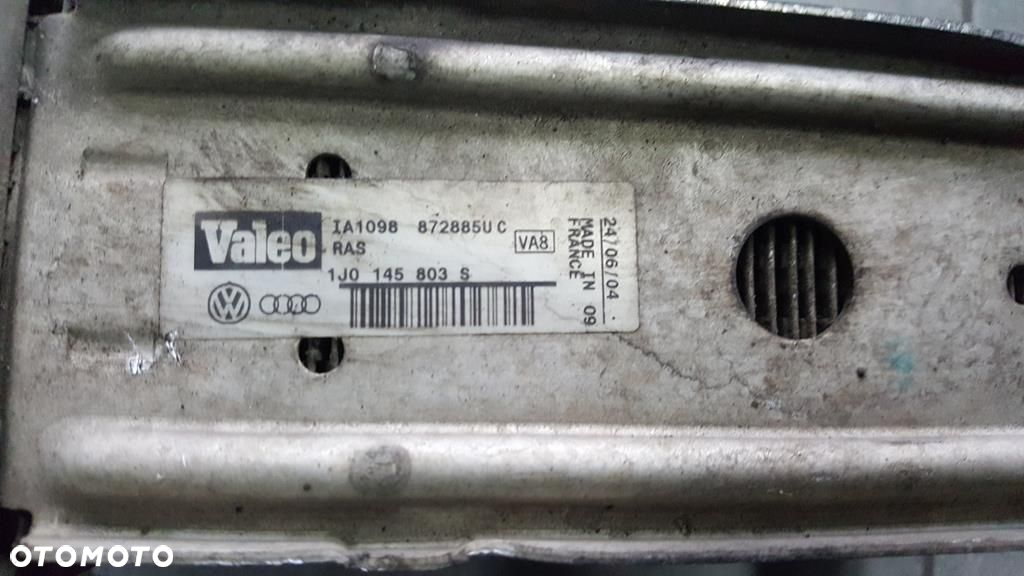 Valeo
IA1098 872885U C
RAS
VA8
1J0 145 803 S
24/06/04
MADE IN 09
FRANCE
OTOMOTO